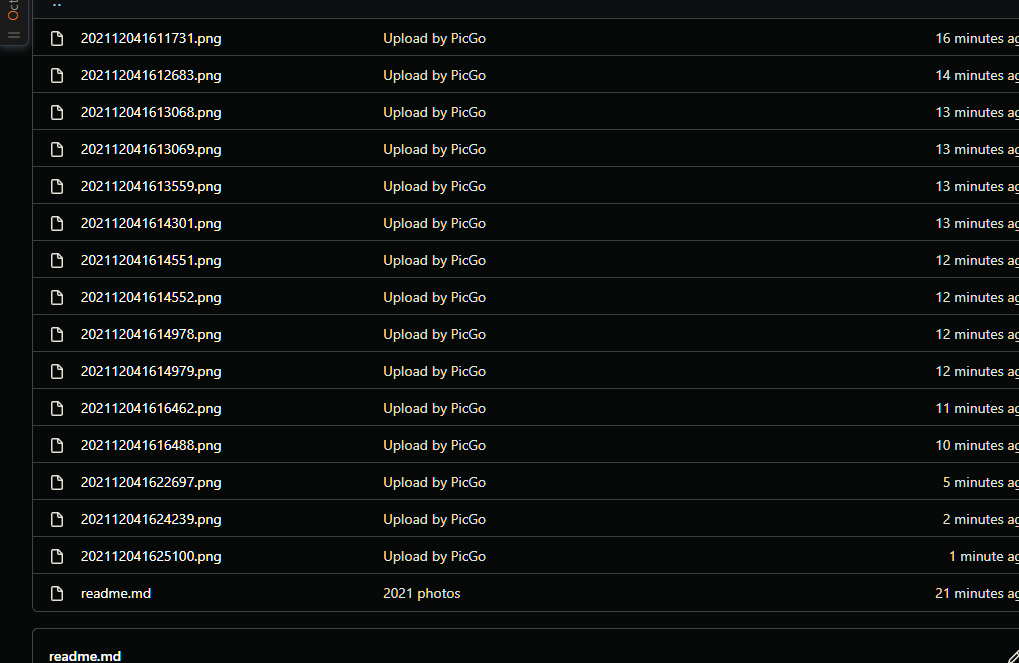 Oct
..
202112041611731.png Upload by PicGo 16 minutes ag
202112041612683.png Upload by PicGo 14 minutes ag
202112041613068.png Upload by PicGo 13 minutes ag
202112041613069.png Upload by PicGo 13 minutes ag
202112041613559.png Upload by PicGo 13 minutes ag
202112041614301.png Upload by PicGo 13 minutes ag
202112041614551.png Upload by PicGo 12 minutes ag
202112041614552.png Upload by PicGo 12 minutes ag
202112041614978.png Upload by PicGo 12 minutes ag
202112041614979.png Upload by PicGo 12 minutes ag
202112041616462.png Upload by PicGo 11 minutes ag
202112041616488.png Upload by PicGo 10 minutes ag
202112041622697.png Upload by PicGo 5 minutes ag
202112041624239.png Upload by PicGo 2 minutes ag
202112041625100.png Upload by PicGo 1 minute ag
readme.md 2021 photos 21 minutes ag
readme.md